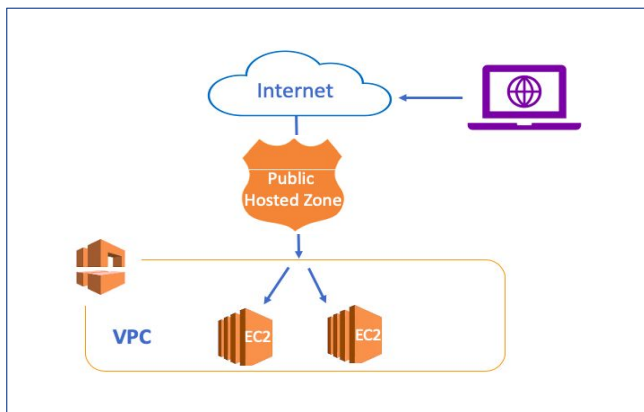 Internet
Public
Hosted Zone
VPC
EC2
EC2